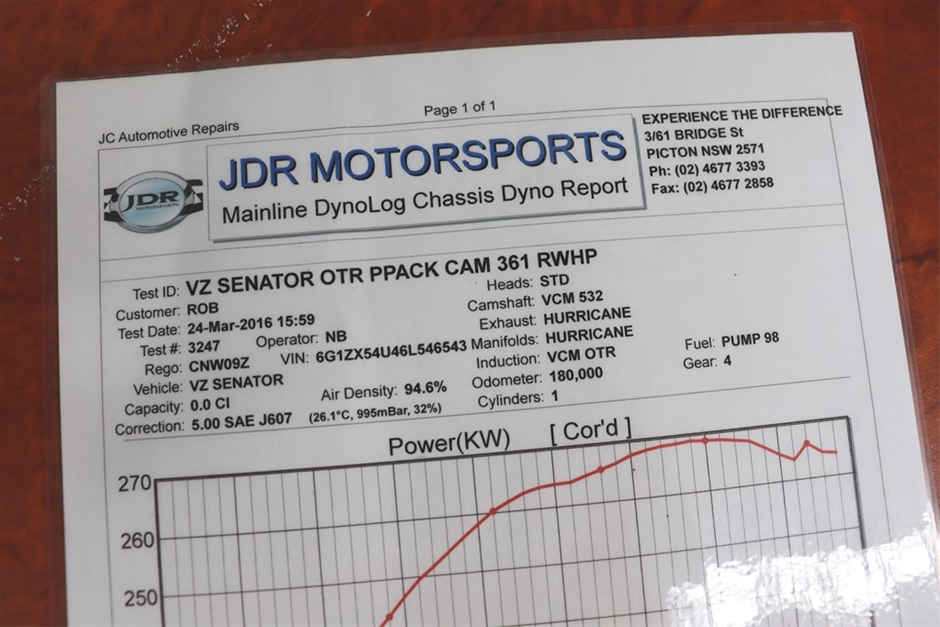 Page 1 of 1
JC Automotive Repairs
JDR
MOTORSPORTS
JDR MOTORSPORTS
Mainline DynoLog Chassis Dyno Report
EXPERIENCE THE DIFFERENCE
3/61 BRIDGE St
PICTON NSW 2571
Ph: (02) 4677 3393
Fax: (02) 4677 2858
Test ID: VZ SENATOR OTR PPACK CAM 361 RWHP
Customer: ROB
Test Date: 24-Mar-2016 15:59
Test #: 3247 Operator: NB
Rego: CNW09Z VIN: 6G1ZX54U46L546543
Vehicle: VZ SENATOR
Capacity: 0.0 CI Air Density: 94.6%
Correction: 5.00 SAE J607 (26.1°C, 995mBar, 32%)
Heads: STD
Camshaft: VCM 532
Exhaust: HURRICANE
Manifolds: HURRICANE
Induction: VCM OTR
Odometer: 180,000
Cylinders: 1
Fuel: PUMP 98
Gear: 4
Power(KW) [ Cor'd ]
270
260
250